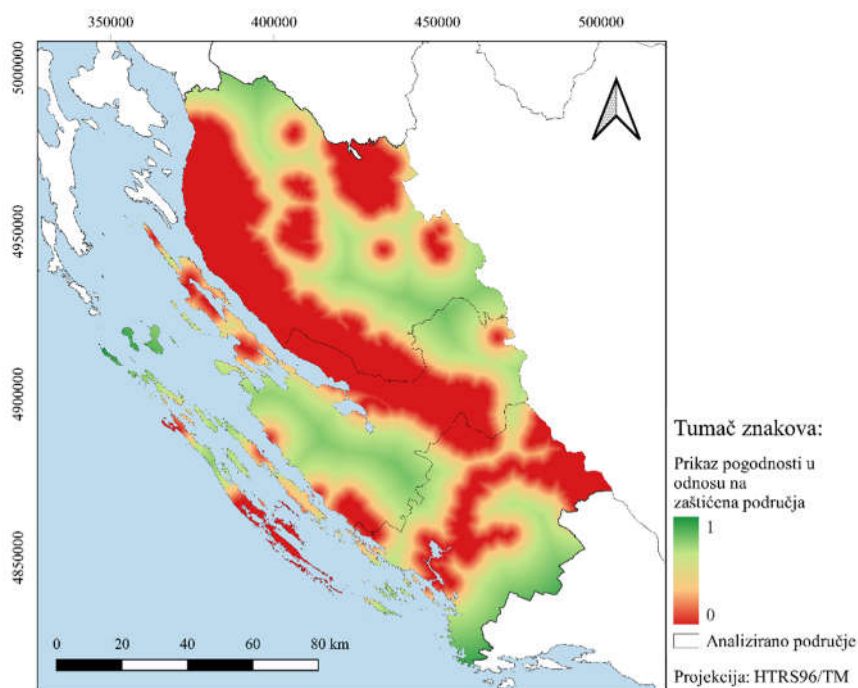 350000 400000 450000 500000
5000000
4950000
4900000
4850000
Tumač znakova:
Prikaz pogodnosti u
odnosu na
zaštićena područja
1
0
Analizirano područje
Projekcija: HTRS96/TM
0 20 40 60 80 km